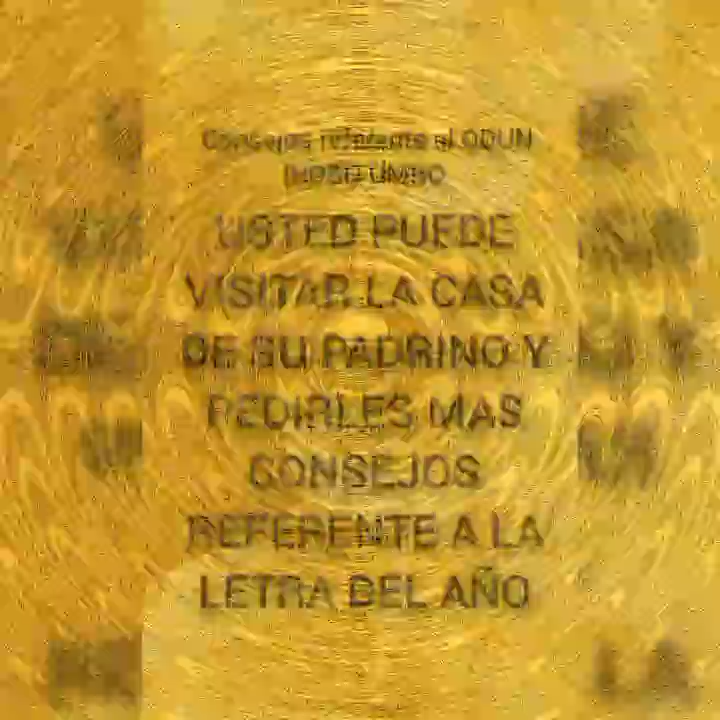 Consejos referente al ODUN
USTED PUEDE
VISITAR LA CASA
DE SU PADRINO Y
PEDIRLES MAS
CONSEJOS
REFERENTE A LA
LETRA DEL AÑO